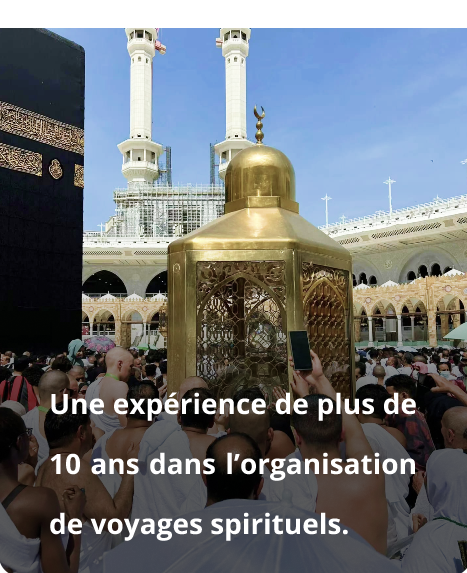 Une expérience de plus de
10 ans dans l’organisation
de voyages spirituels.